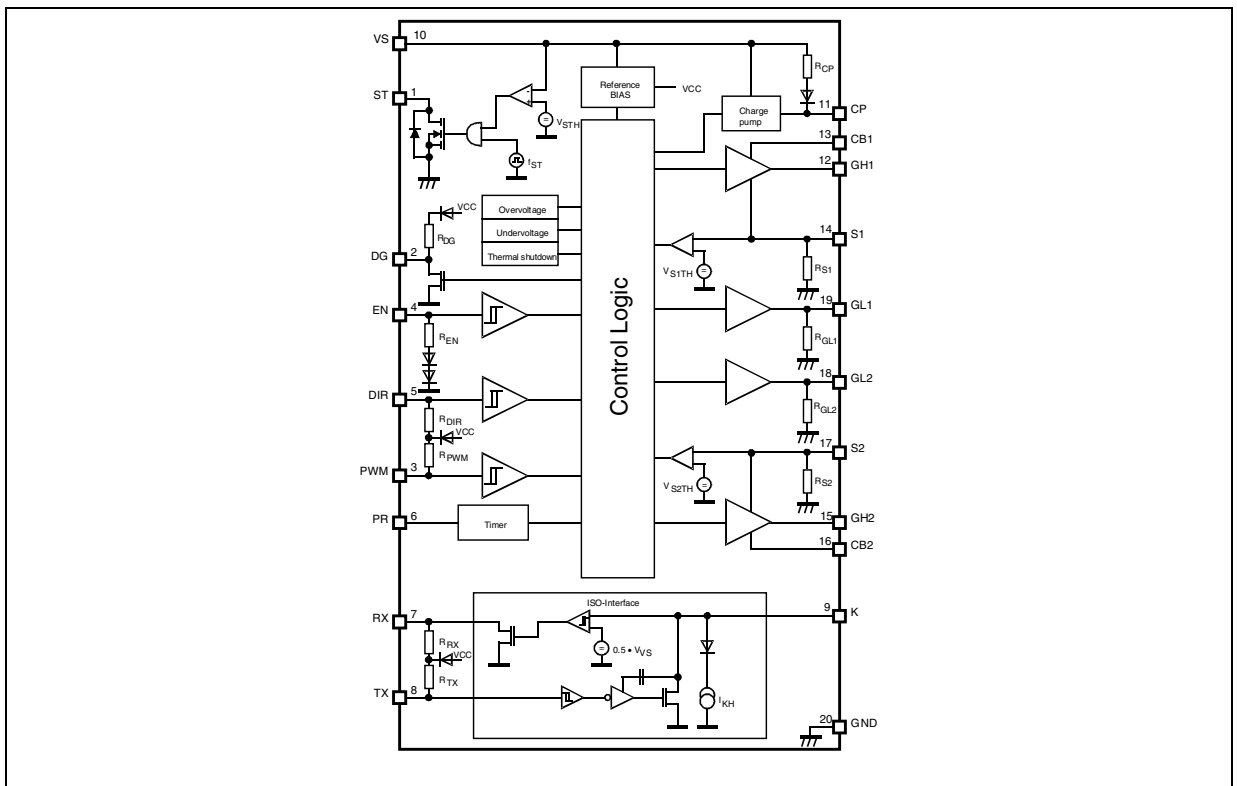 VS
10
Reference
BIAS
VCC
RCP
ST
1
VSTH
Charge
pump
11
CP
fST
13
CB1
12
GH1
VCC
Overvoltage
Undervoltage
Thermal shutdown
RDG
DG
2
14
S1
VS1TH
RS1
EN
4
REN
19
GL1
RGL1
Control Logic
DIR
5
RDIR
VCC
RPWM
18
GL2
RGL2
PWM
3
17
S2
VS2TH
RS2
PR
6
Timer
15
GH2
16
CB2
ISO-Interface
RX
7
9
K
RRX
VCC
RTX
0.5 • VVS
TX
8
IKH
20
GND